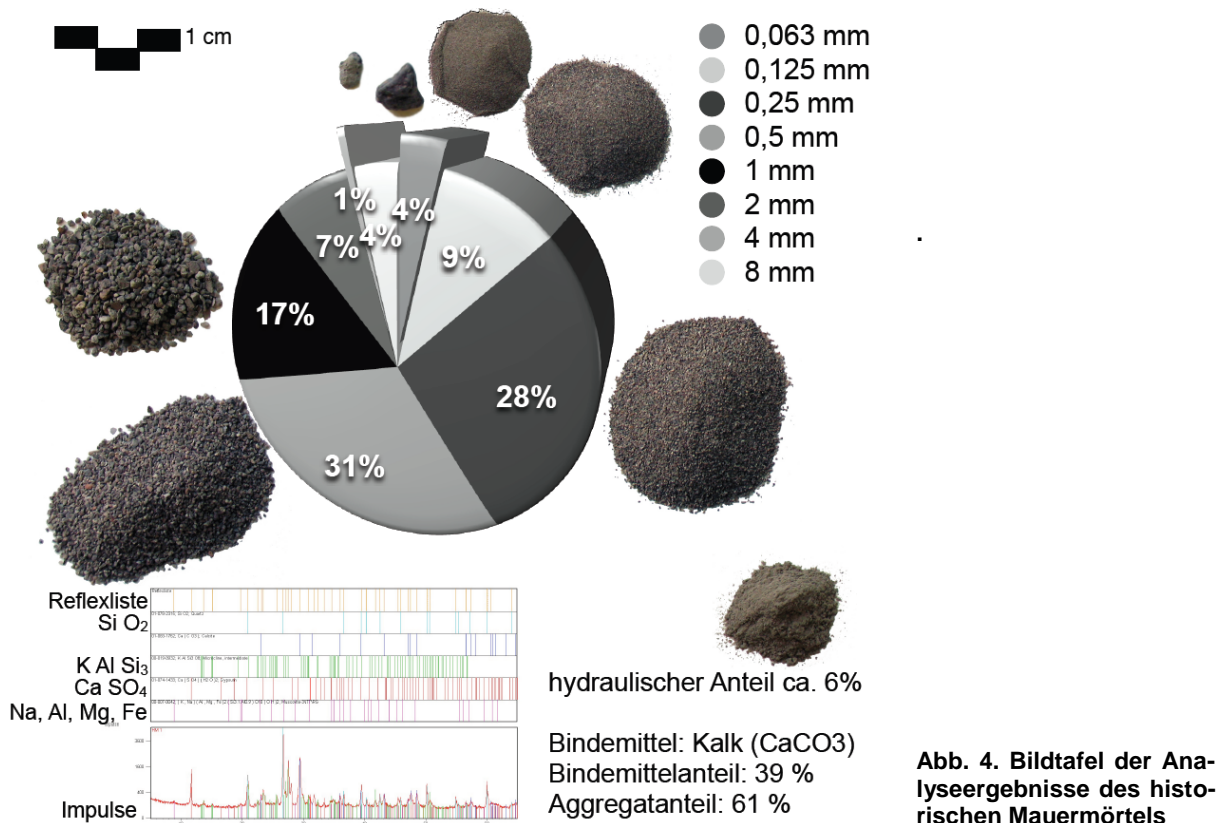 1 cm
0,063 mm
0,125 mm
0,25 mm
0,5 mm
1 mm
2 mm
4 mm
8 mm
.
1%
4%
4%
7%
9%
17%
28%
31%
Reflexliste
Si O2
K Al Si3
Ca SO4
Na, Al, Mg, Fe
Impulse
hydraulischer Anteil ca. 6%
Bindemittel: Kalk (CaCO3)
Bindemittelanteil: 39 %
Aggregatanteil: 61 %
Abb. 4. Bildtafel der Ana-
lyseergebnisse des histo-
rischen Mauermörtels